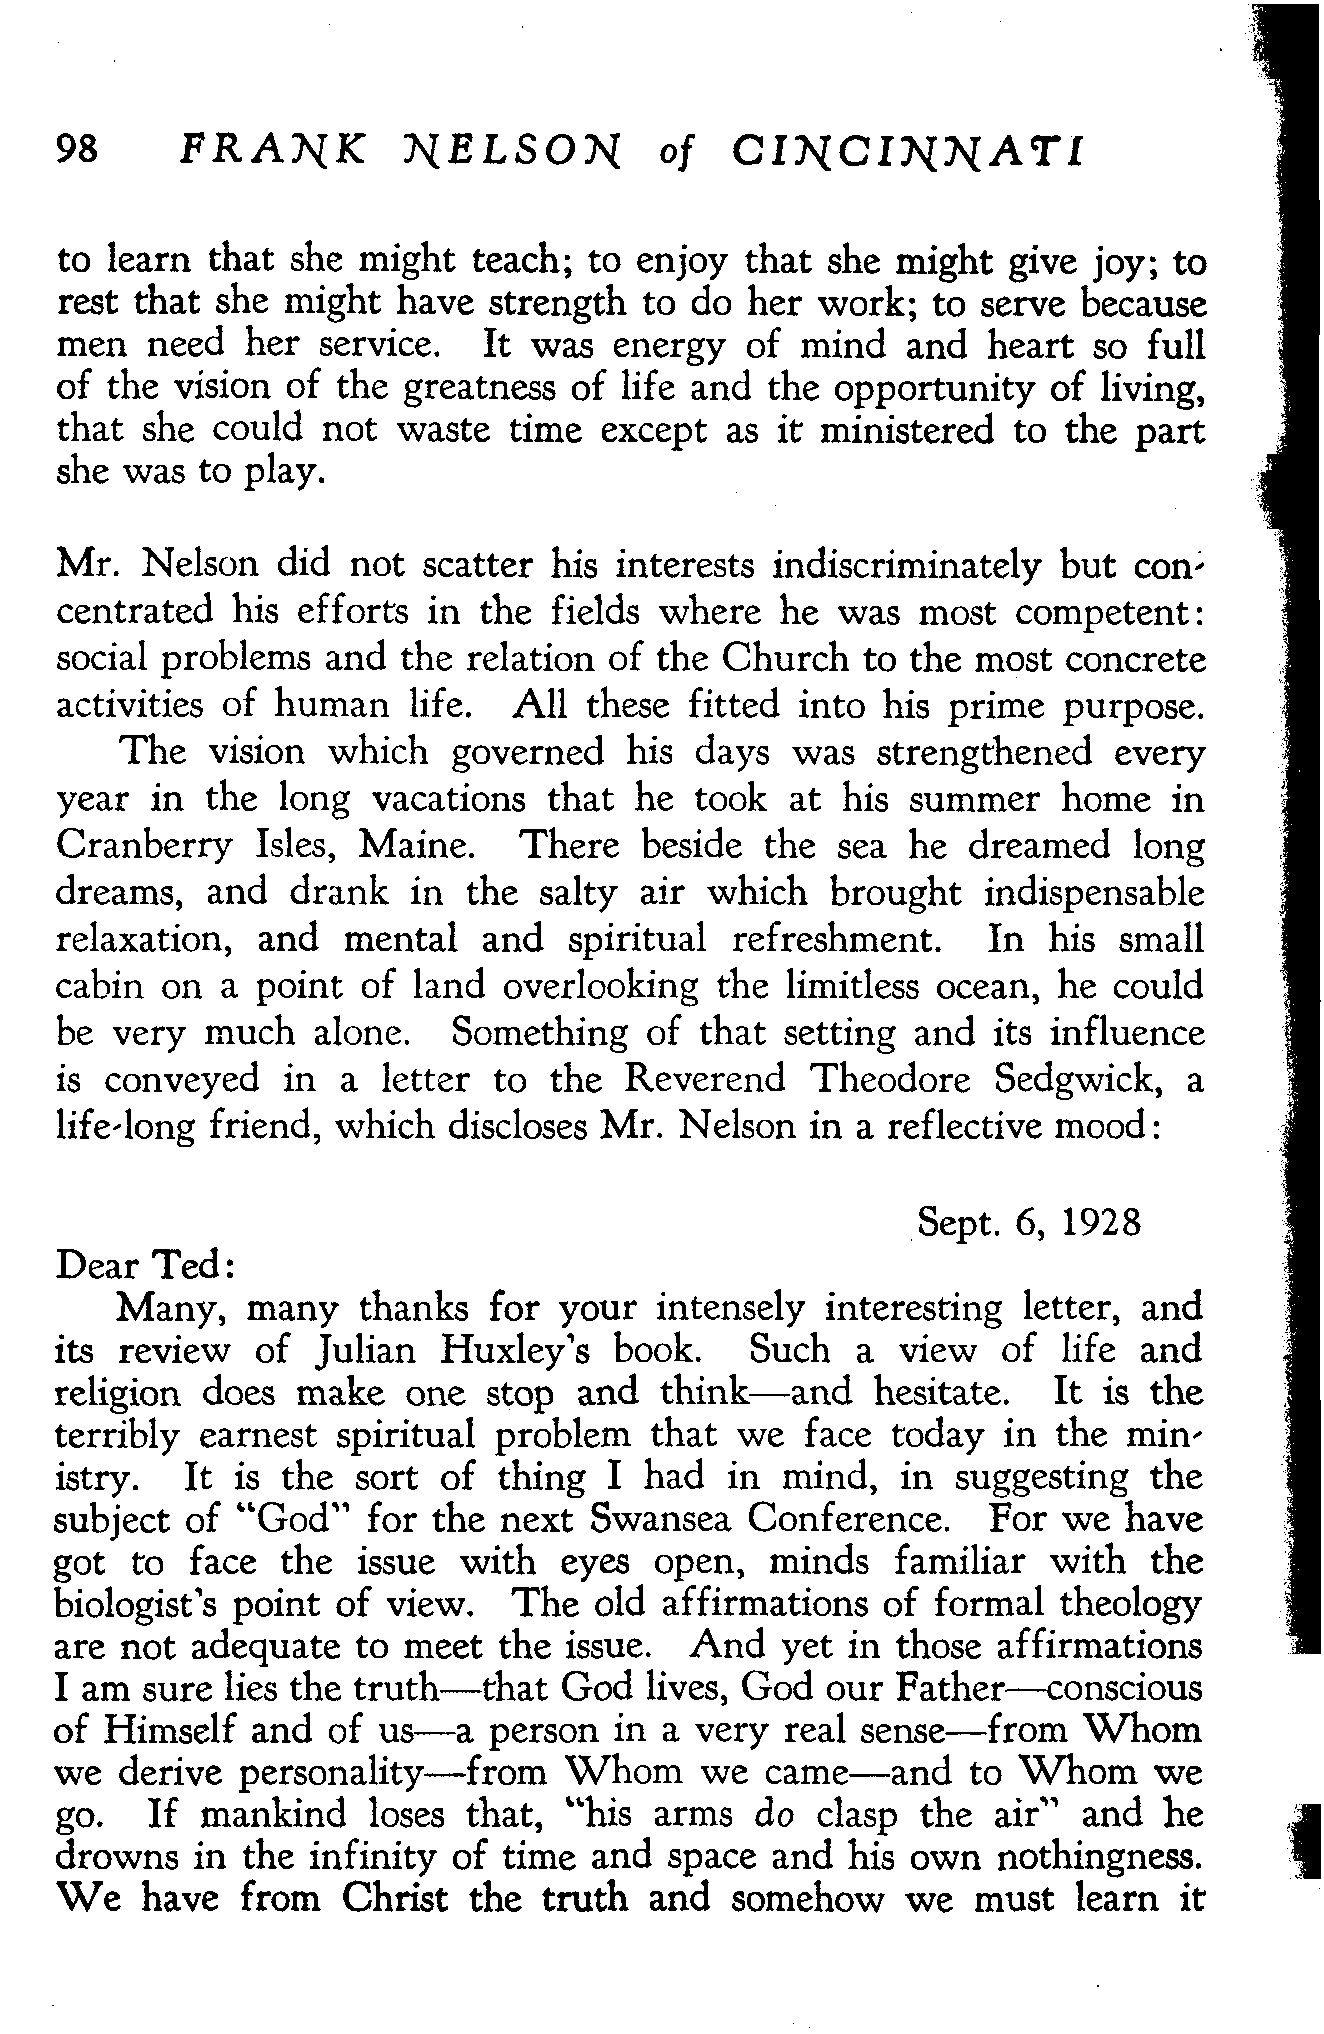 98 FRANK NELSON of CINCINNATI
to learn that she might teach; to enjoy that she might give joy; to
rest that she might have strength to do her work; to serve because
men need her service. It was energy of mind and heart so full
of the vision of the greatness of life and the opportunity of living,
that she could not waste time except as it ministered to the part
she was to play.
Mr. Nelson did not scatter his interests indiscriminately but con-
centrated his efforts in the fields where he was most competent:
social problems and the relation of the Church to the most concrete
activities of human life. All these fitted into his prime purpose.
The vision which governed his days was strengthened every
year in the long vacations that he took at his summer home in
Cranberry Isles, Maine. There beside the sea he dreamed long
dreams, and drank in the salty air which brought indispensable
relaxation, and mental and spiritual refreshment. In his small
cabin on a point of land overlooking the limitless ocean, he could
be very much alone. Something of that setting and its influence
is conveyed in a letter to the Reverend Theodore Sedgwick, a
life-long friend, which discloses Mr. Nelson in a reflective mood:
Sept. 6, 1928
Dear Ted:
Many, many thanks for your intensely interesting letter, and
its review of Julian Huxley's book. Such a view of life and
religion does make one stop and think—and hesitate. It is the
terribly earnest spiritual problem that we face today in the min-
istry. It is the sort of thing I had in mind, in suggesting the
subject of "God" for the next Swansea Conference. For we have
got to face the issue with eyes open, minds familiar with the
biologist's point of view. The old affirmations of formal theology
are not adequate to meet the issue. And yet in those affirmations
I am sure lies the truth—that God lives, God our Father—conscious
of Himself and of us—a person in a very real sense—from Whom
we derive personality—from Whom we came—and to Whom we
go. If mankind loses that, "his arms do clasp the air" and he
drowns in the infinity of time and space and his own nothingness.
We have from Christ the truth and somehow we must learn it